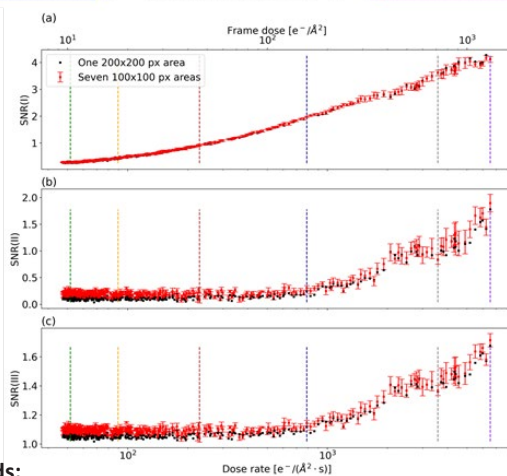 (a)
Frame dose [e⁻/Å²]
10¹ 10² 10³
SNR(I)
4
3
2
1
One 200x200 px area
Seven 100x100 px areas
(b)
SNR(II)
2.0
1.5
1.0
0.5
0.0
(c)
SNR(III)
1.6
1.4
1.2
1.0
10² 10³
Dose rate [e⁻/(Å² · s)]
ds: